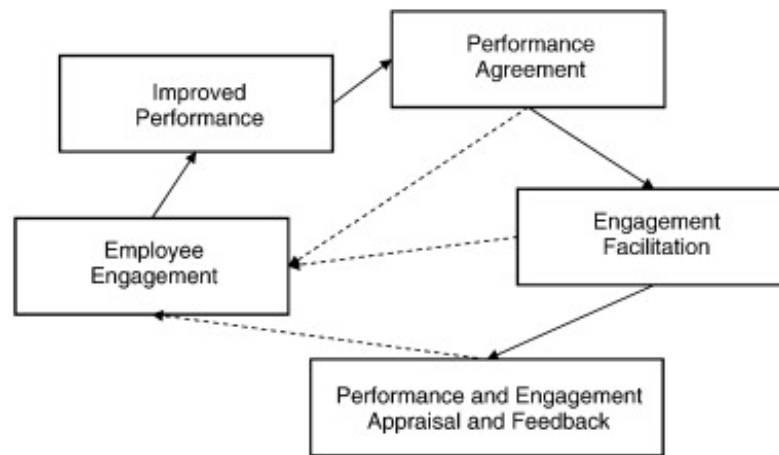 Performance
Agreement
Improved
Performance
Engagement
Facilitation
Employee
Engagement
Performance and Engagement
Appraisal and Feedback